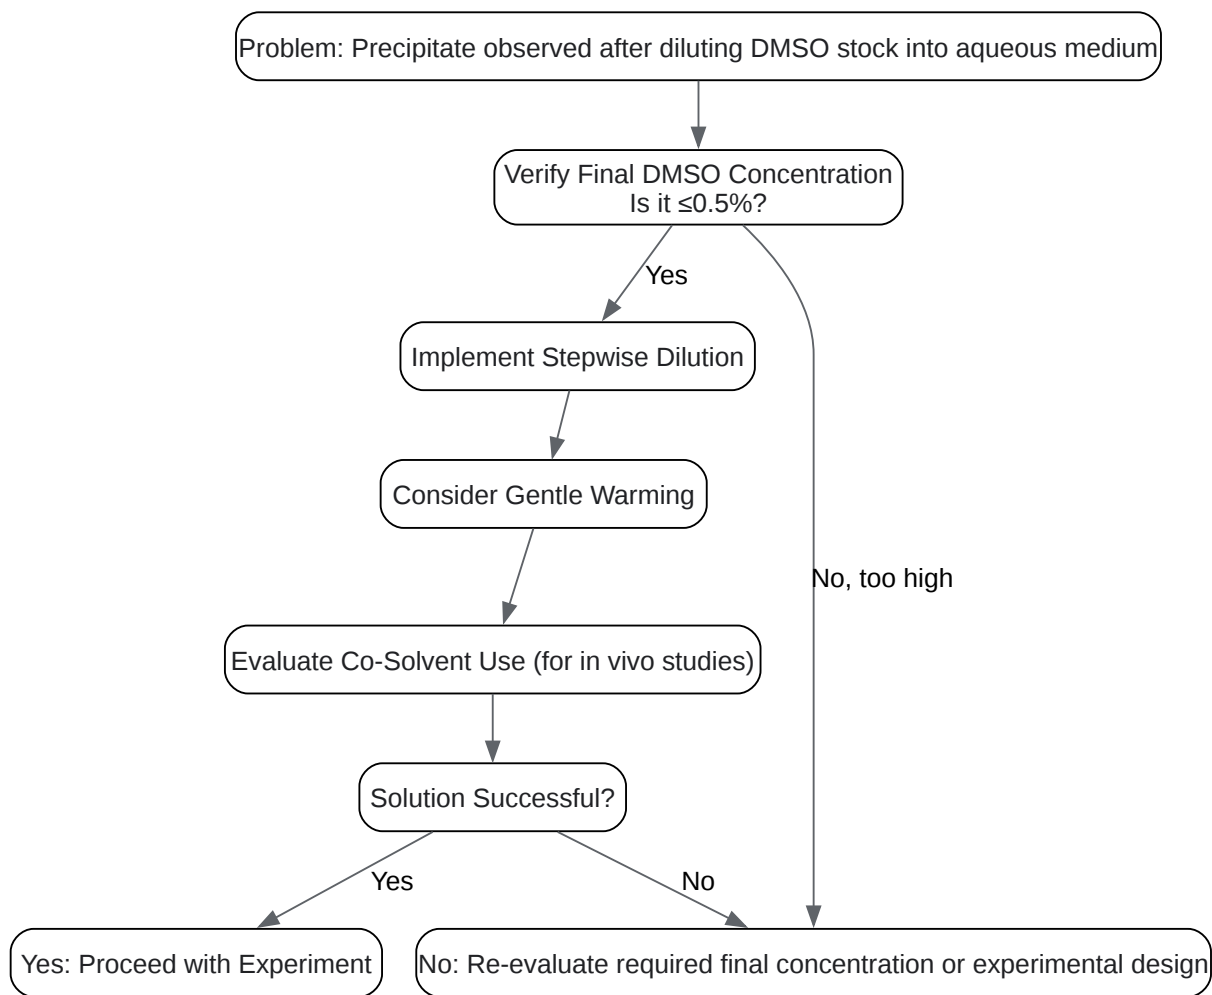 Problem: Precipitate observed after diluting DMSO stock into aqueous medium
Verify Final DMSO Concentration
Is it ≤0.5%?
Yes
Implement Stepwise Dilution
Consider Gentle Warming
No, too high
Evaluate Co-Solvent Use (for in vivo studies)
Solution Successful?
Yes
No
Yes: Proceed with Experiment
No: Re-evaluate required final concentration or experimental design